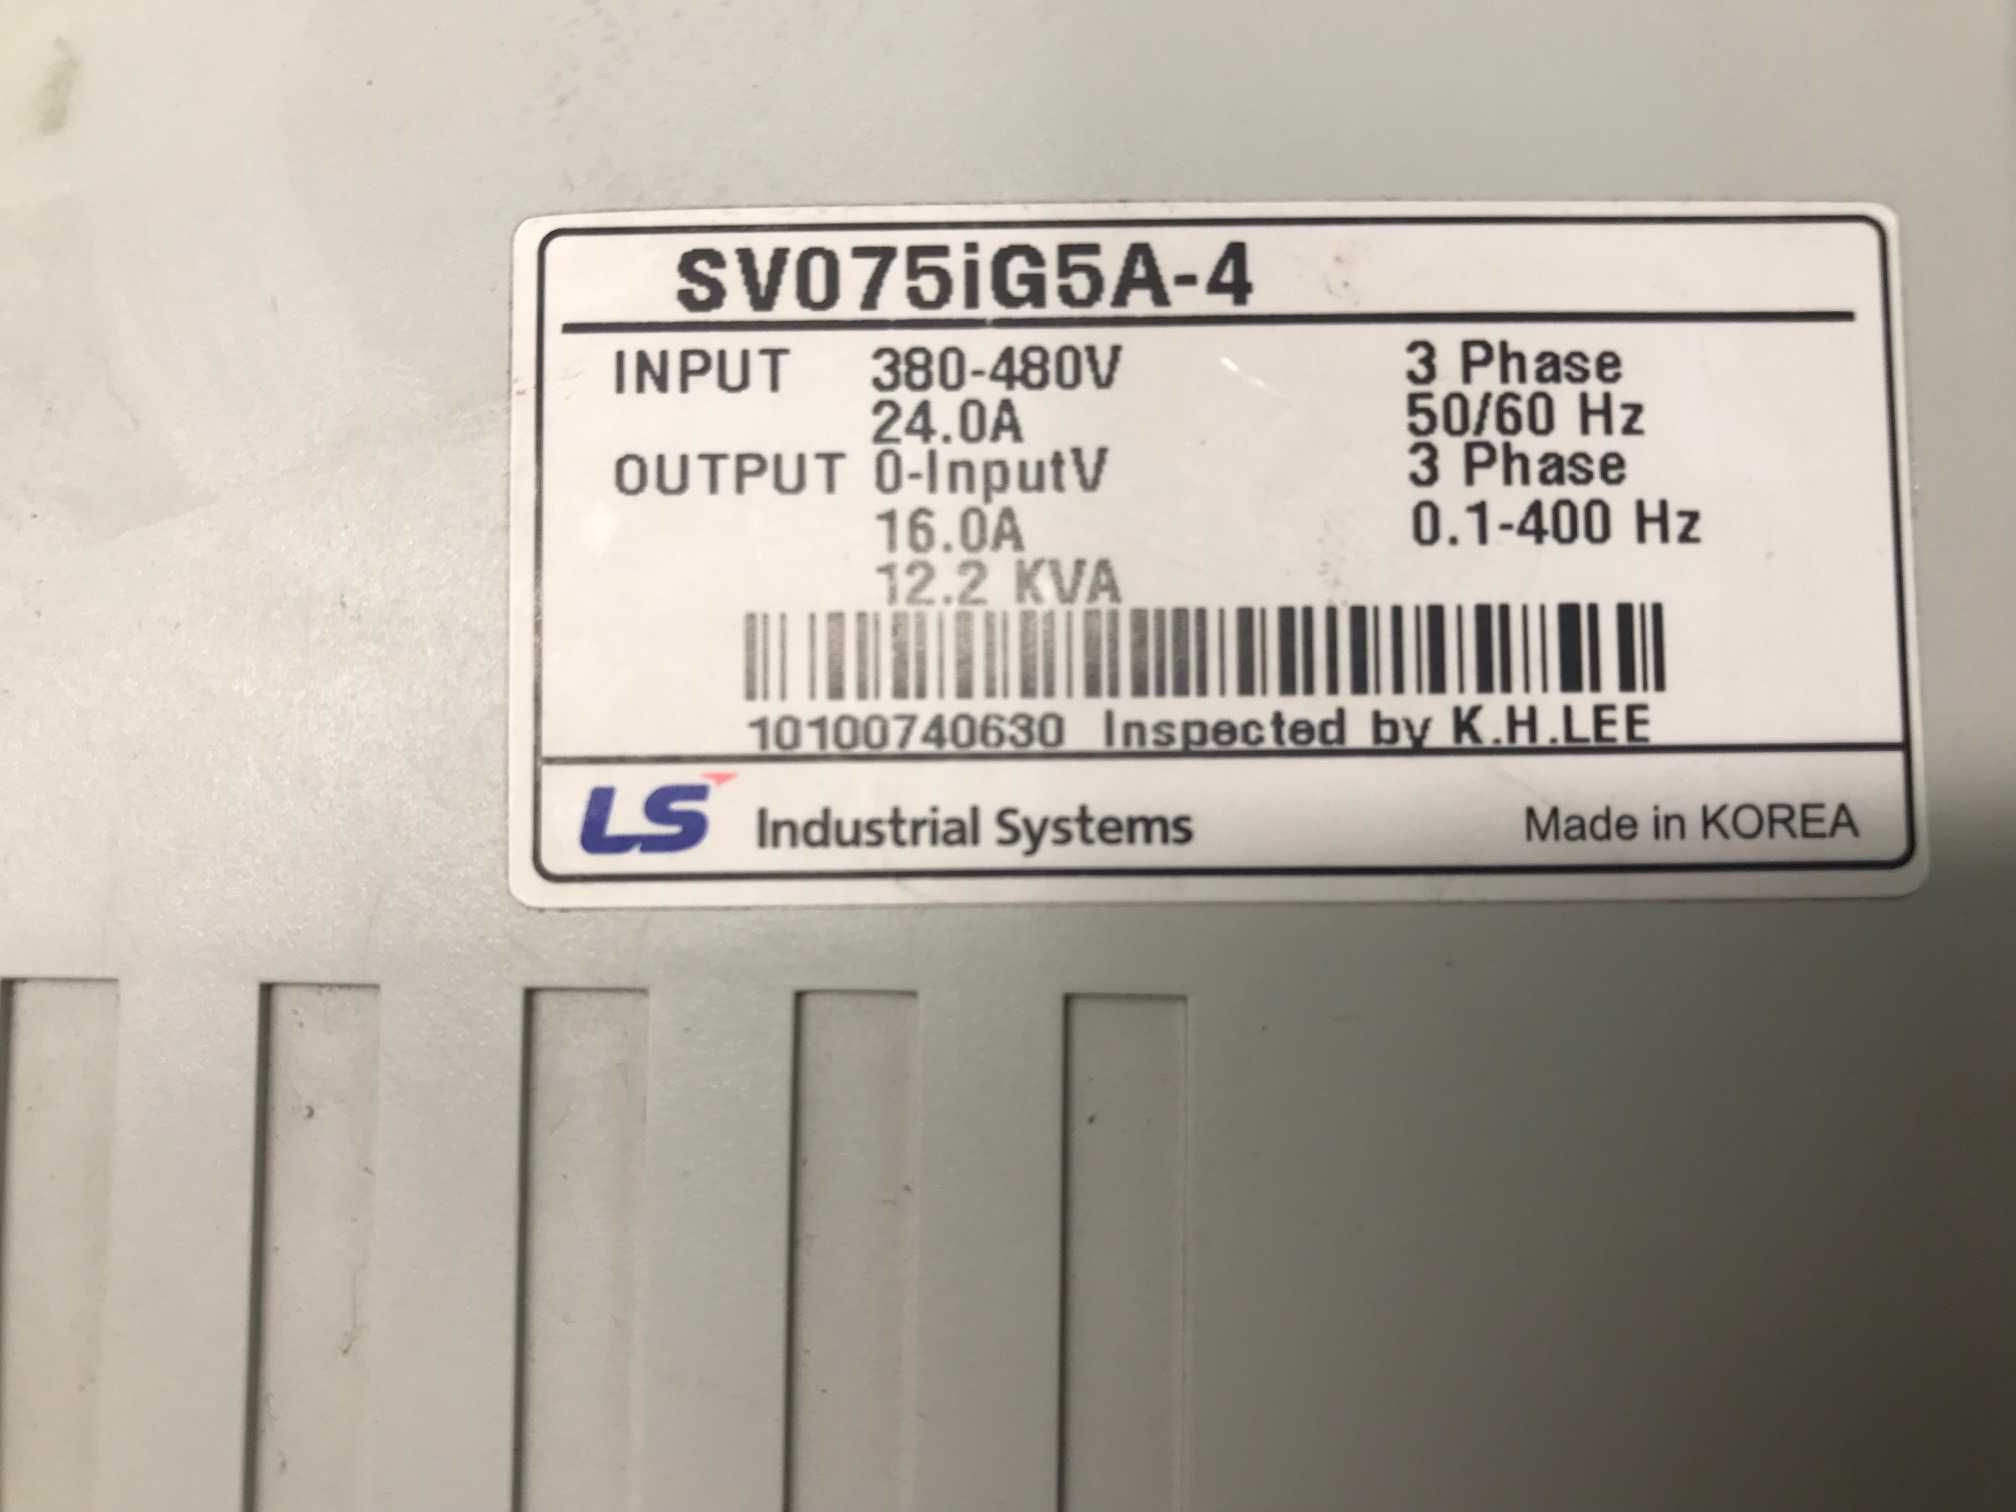 SV075iG5A-4
INPUT 380-480V 3 Phase
24.0A 50/60 Hz
OUTPUT 0-InputV 3 Phase
16.0A 0.1-400 Hz
12.2 KVA
10100740630 Inspected by K.H.LEE
LS Industrial Systems Made in KOREA